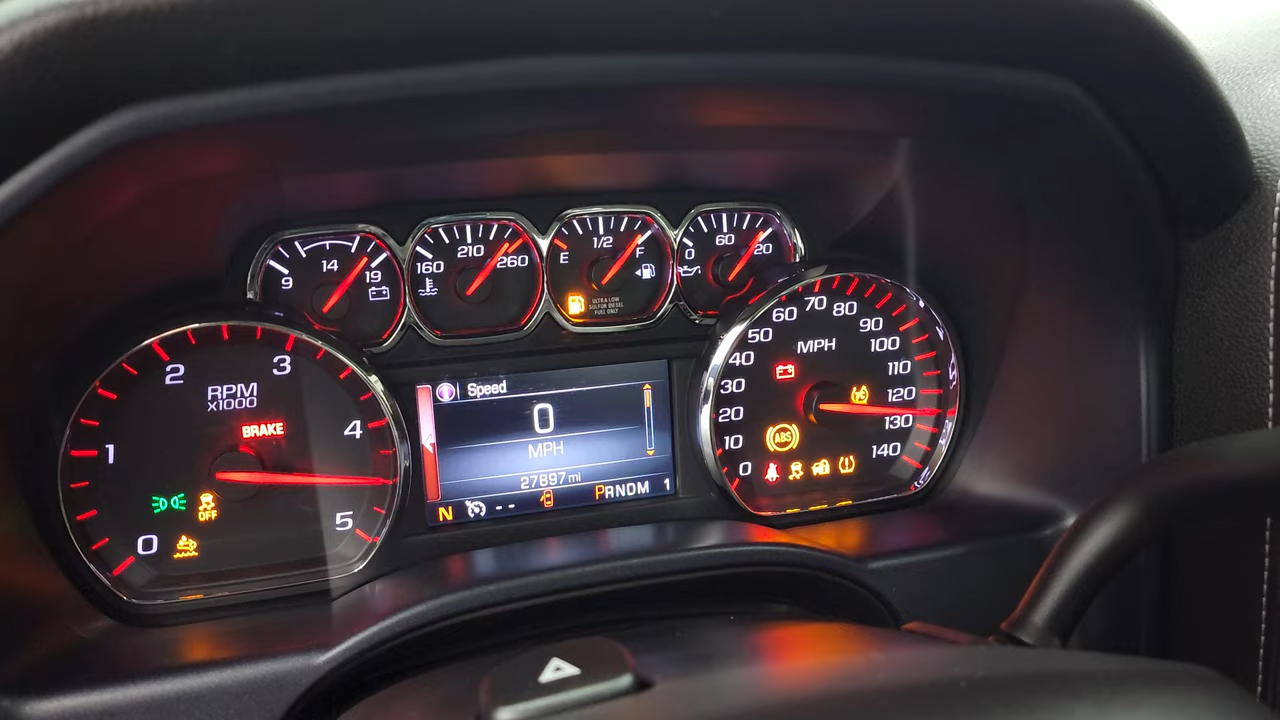 14
9
19
210
160
260
1/2
E
F
ULTRA LOW
SULFUR DIESEL
FUEL ONLY
60
0
20
RPM
X1000
0
1
2
3
4
5
BRAKE
OFF
Speed
0
MPH
27897 mi
N
--
PRNDM 1
MPH
0
10
20
30
40
50
60
70
80
90
100
110
120
130
140
ABS